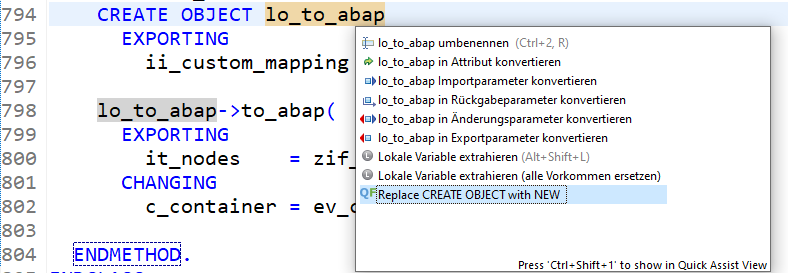 794 CREATE OBJECT lo_to_abap
795 EXPORTING
796 ii_custom_mapping
797
798 lo_to_abap->to_abap(
799 EXPORTING
800 it_nodes = zif_
801 CHANGING
802 c_container = ev_
803
804 ENDMETHOD.
lo_to_abap umbenennen (Ctrl+2, R)
lo_to_abap in Attribut konvertieren
lo_to_abap Importparameter konvertieren
lo_to_abap in Rückgabeparameter konvertieren
lo_to_abap in Änderungsparameter konvertieren
lo_to_abap in Exportparameter konvertieren
L Lokale Variable extrahieren (Alt+Shift+L)
L Lokale Variable extrahieren (alle Vorkommen ersetzen)
QF Replace CREATE OBJECT with NEW
Press 'Ctrl+Shift+1' to show in Quick Assist View